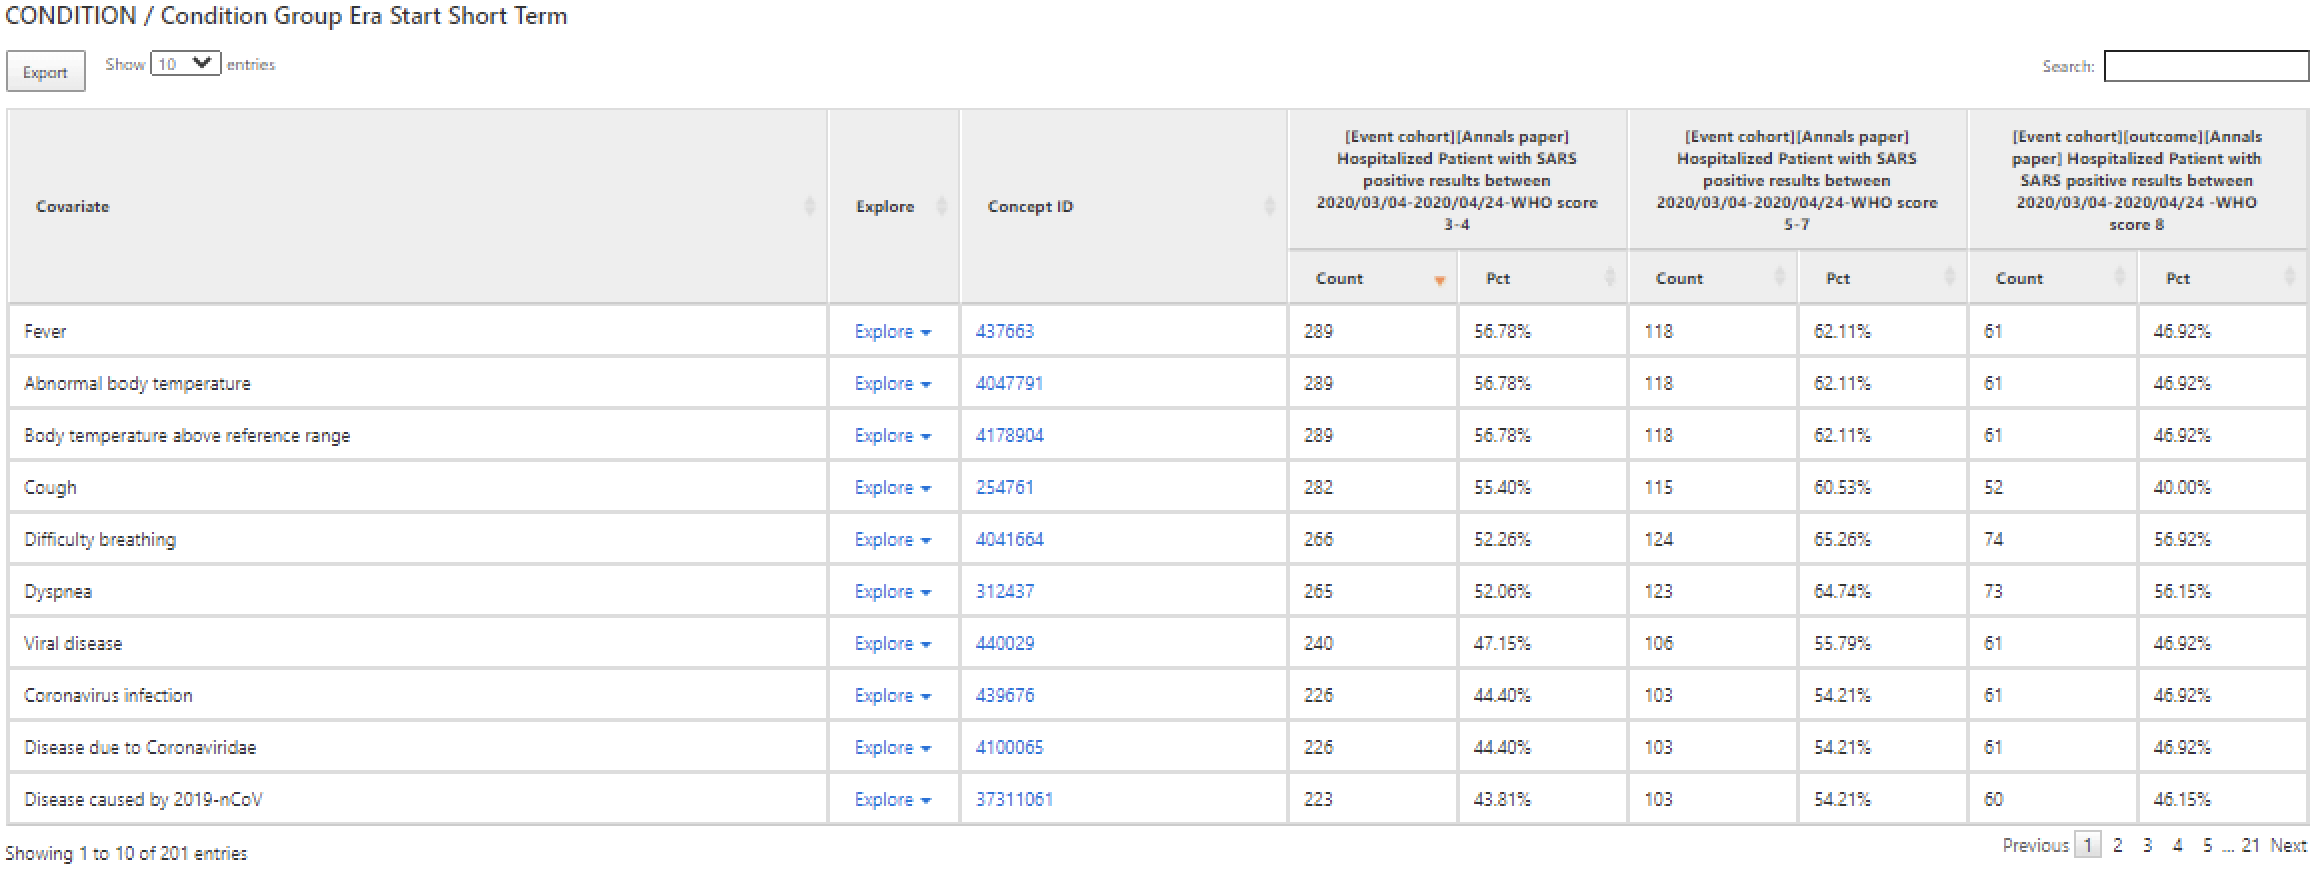 CONDITION / Condition Group Era Start Short Term
Export Show 10 entries Search:
Covariate Explore Concept ID
[Event cohort][Annals paper]
Hospitalized Patient with SARS
positive results between
2020/03/04-2020/04/24-WHO score
3-4
[Event cohort][Annals paper]
Hospitalized Patient with SARS
positive results between
2020/03/04-2020/04/24-WHO score
5-7
[Event cohort][outcome][Annals
paper] Hospitalized Patient with
SARS positive results between
2020/03/04-2020/04/24 -WHO
score 8
Count Pct Count Pct Count Pct
Fever Explore 437663 289 56.78% 118 62.11% 61 46.92%
Abnormal body temperature Explore 4047791 289 56.78% 118 62.11% 61 46.92%
Body temperature above reference range Explore 4178904 289 56.78% 118 62.11% 61 46.92%
Cough Explore 254761 282 55.40% 115 60.53% 52 40.00%
Difficulty breathing Explore 4041664 266 52.26% 124 65.26% 74 56.92%
Dyspnea Explore 312437 265 52.06% 123 64.74% 73 56.15%
Viral disease Explore 440029 240 47.15% 106 55.79% 61 46.92%
Coronavirus infection Explore 439676 226 44.40% 103 54.21% 61 46.92%
Disease due to Coronaviridae Explore 4100065 226 44.40% 103 54.21% 61 46.92%
Disease caused by 2019-nCoV Explore 37311061 223 43.81% 103 54.21% 60 46.15%
Showing 1 to 10 of 201 entries Previous 1 2 3 4 5 ... 21 Next